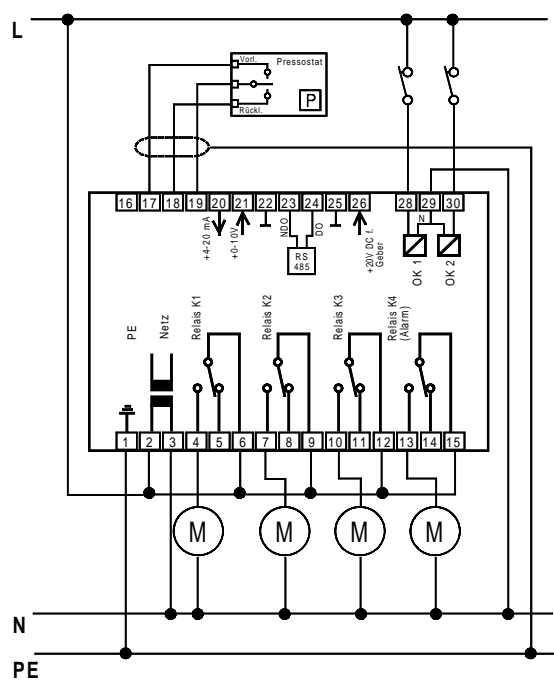 L
Vorl. Pressostat
P
Rückl.
16 17 18 19 20 21 22 23 24 25 26 28 29 30
+4-20 mA
+0-10V
NDO
DO
RS
485
+20V DC f.
Geber
N
OK 1
OK 2
PE
Netz
Relais K1
Relais K2
Relais K3
Relais K4
(Alarm)
1 2 3 4 5 6 7 8 9 10 11 12 13 14 15
M M M M
N
PE